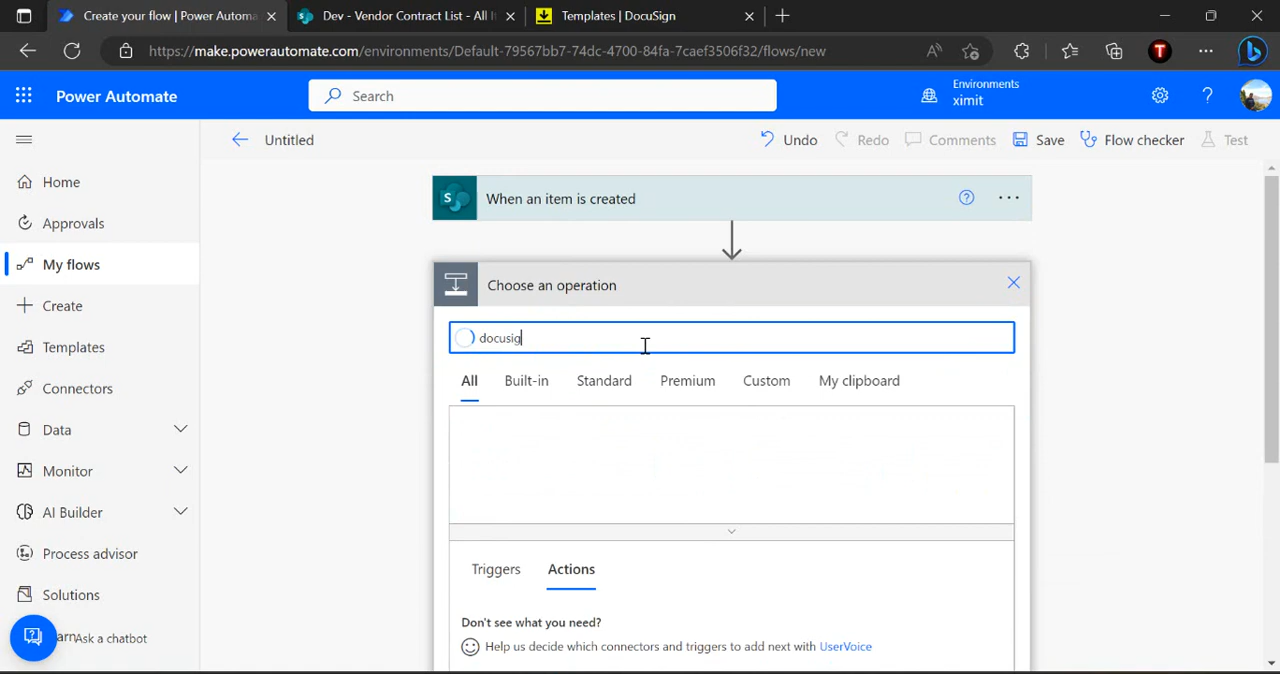 Create your flow | Power Automa
Dev - Vendor Contract List - All I
Templates | DocuSign
https://make.powerautomate.com/environments/Default-79567bb7-74dc-4700-84fa-7caef3506f32/flows/new
Power Automate
Search
Environments
ximit
Untitled
Undo
Redo
Comments
Save
Flow checker
Test
Home
Approvals
My flows
Create
Templates
Connectors
Data
Monitor
AI Builder
Process advisor
Solutions
arn
Ask a chatbot
When an item is created
Choose an operation
docusig
All
Built-in
Standard
Premium
Custom
My clipboard
Triggers
Actions
Don't see what you need?
Help us decide which connectors and triggers to add next with UserVoice